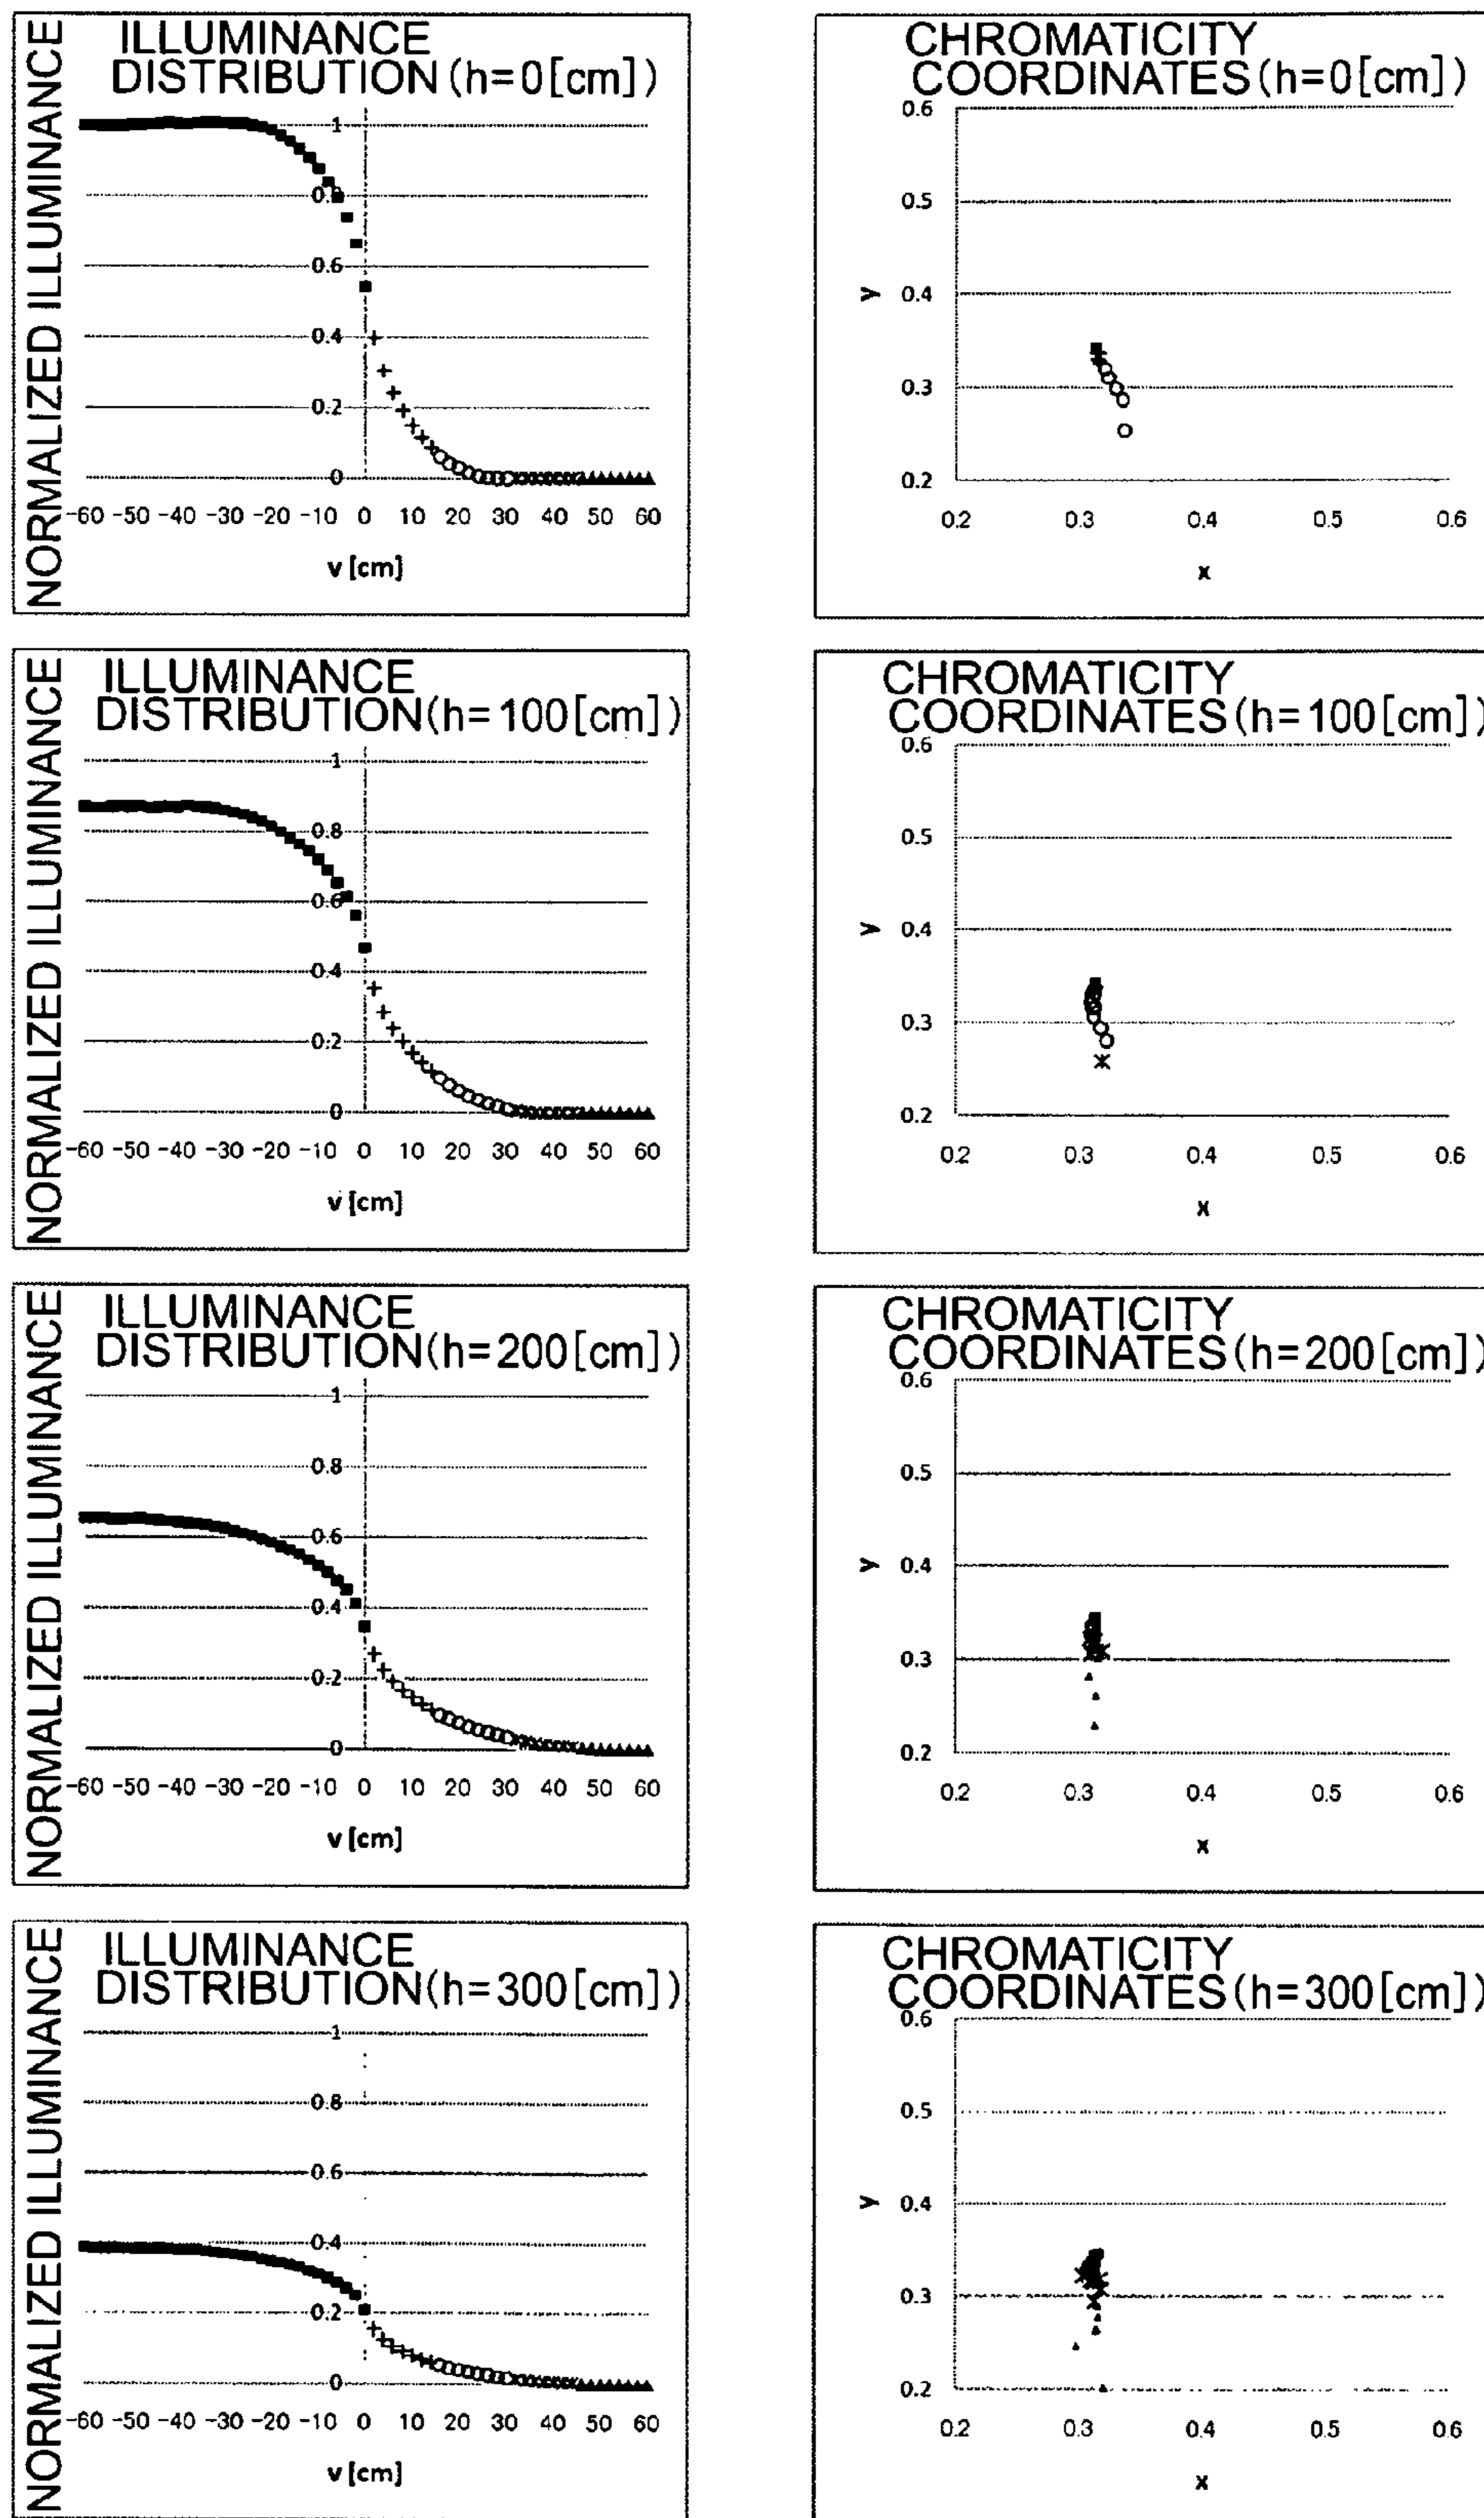 NORMALIZED ILLUMINANCE
ILLUMINANCE
DISTRIBUTION (h=0[cm])
1
0.8
0.6
0.4
0.2
0
-60 -50 -40 -30 -20 -10 0 10 20 30 40 50 60
v [cm]
CHROMATICITY
COORDINATES (h=0[cm])
0.6
0.5
y 0.4
0.3
0.2
0.2 0.3 0.4 0.5 0.6
x
NORMALIZED ILLUMINANCE
ILLUMINANCE
DISTRIBUTION(h=100[cm])
1
0.8
0.6
0.4
0.2
0
-60 -50 -40 -30 -20 -10 0 10 20 30 40 50 60
v [cm]
CHROMATICITY
COORDINATES(h=100[cm])
0.6
0.5
y 0.4
0.3
0.2
0.2 0.3 0.4 0.5 0.6
x
NORMALIZED ILLUMINANCE
ILLUMINANCE
DISTRIBUTION(h=200[cm])
1
0.8
0.6
0.4
0.2
0
-60 -50 -40 -30 -20 -10 0 10 20 30 40 50 60
v [cm]
CHROMATICITY
COORDINATES(h=200[cm])
0.6
0.5
y 0.4
0.3
0.2
0.2 0.3 0.4 0.5 0.6
x
NORMALIZED ILLUMINANCE
ILLUMINANCE
DISTRIBUTION(h=300[cm])
1
0.8
0.6
0.4
0.2
0
-60 -50 -40 -30 -20 -10 0 10 20 30 40 50 60
v [cm]
CHROMATICITY
COORDINATES(h=300[cm])
0.6
0.5
y 0.4
0.3
0.2
0.2 0.3 0.4 0.5 0.6
x